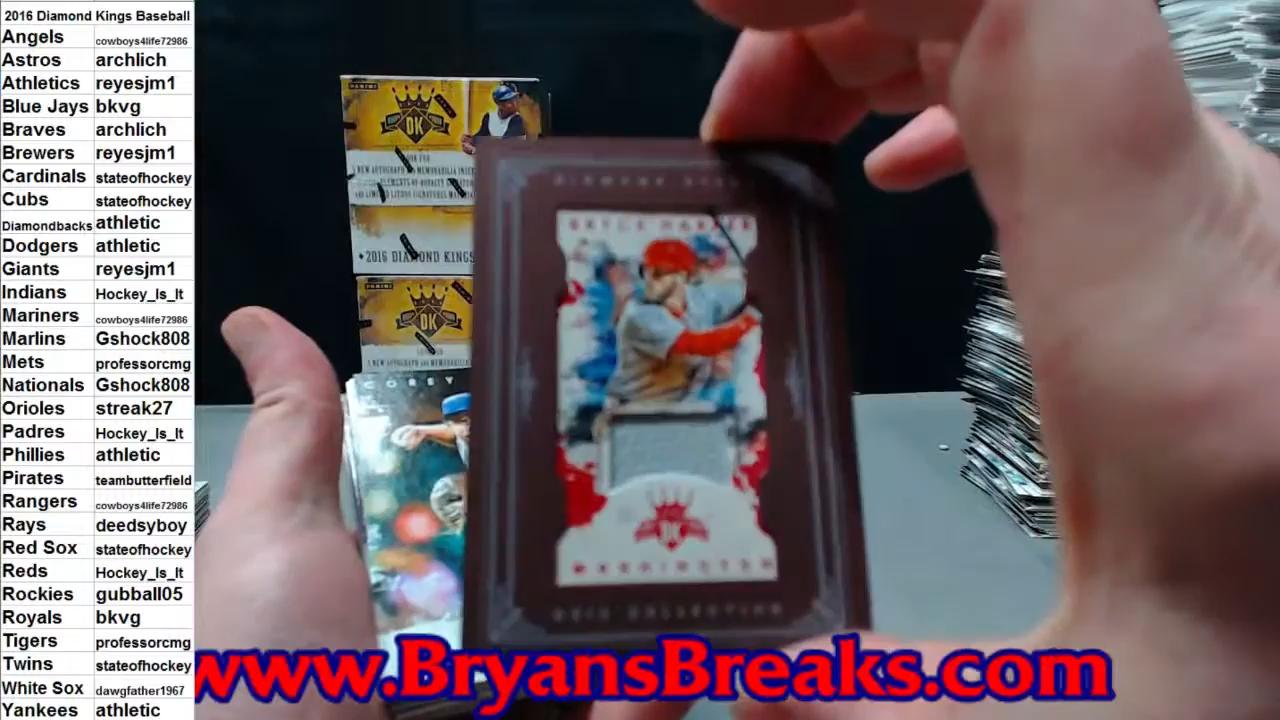 2016 Diamond Kings Baseball
Angels cowboys4life72986
Astros archlich
Athletics reyesjm1
Blue Jays bkvg
Braves archlich
Brewers reyesjm1
Cardinals stateofhockey
Cubs stateofhockey
Diamondbacks athletic
Dodgers athletic
Giants reyesjm1
Indians Hockey_Is_It
Mariners cowboys4life72986
Marlins Gshock808
Mets professorcmg
Nationals Gshock808
Orioles streak27
Padres Hockey_Is_It
Phillies athletic
Pirates teambutterfield
Rangers cowboys4life72986
Rays deedsyboy
Red Sox stateofhockey
Reds Hockey_Is_It
Rockies gubball05
Royals bkvg
Tigers professorcmg
Twins stateofhockey
White Sox dawgfather1967
Yankees athletic
PANINI
DK
2016 DIAMOND KINGS
PANINI
DK
COREY
BRYCE HARPER
DK
WASHINGTON
COLLECTION
www.BryansBreaks.com